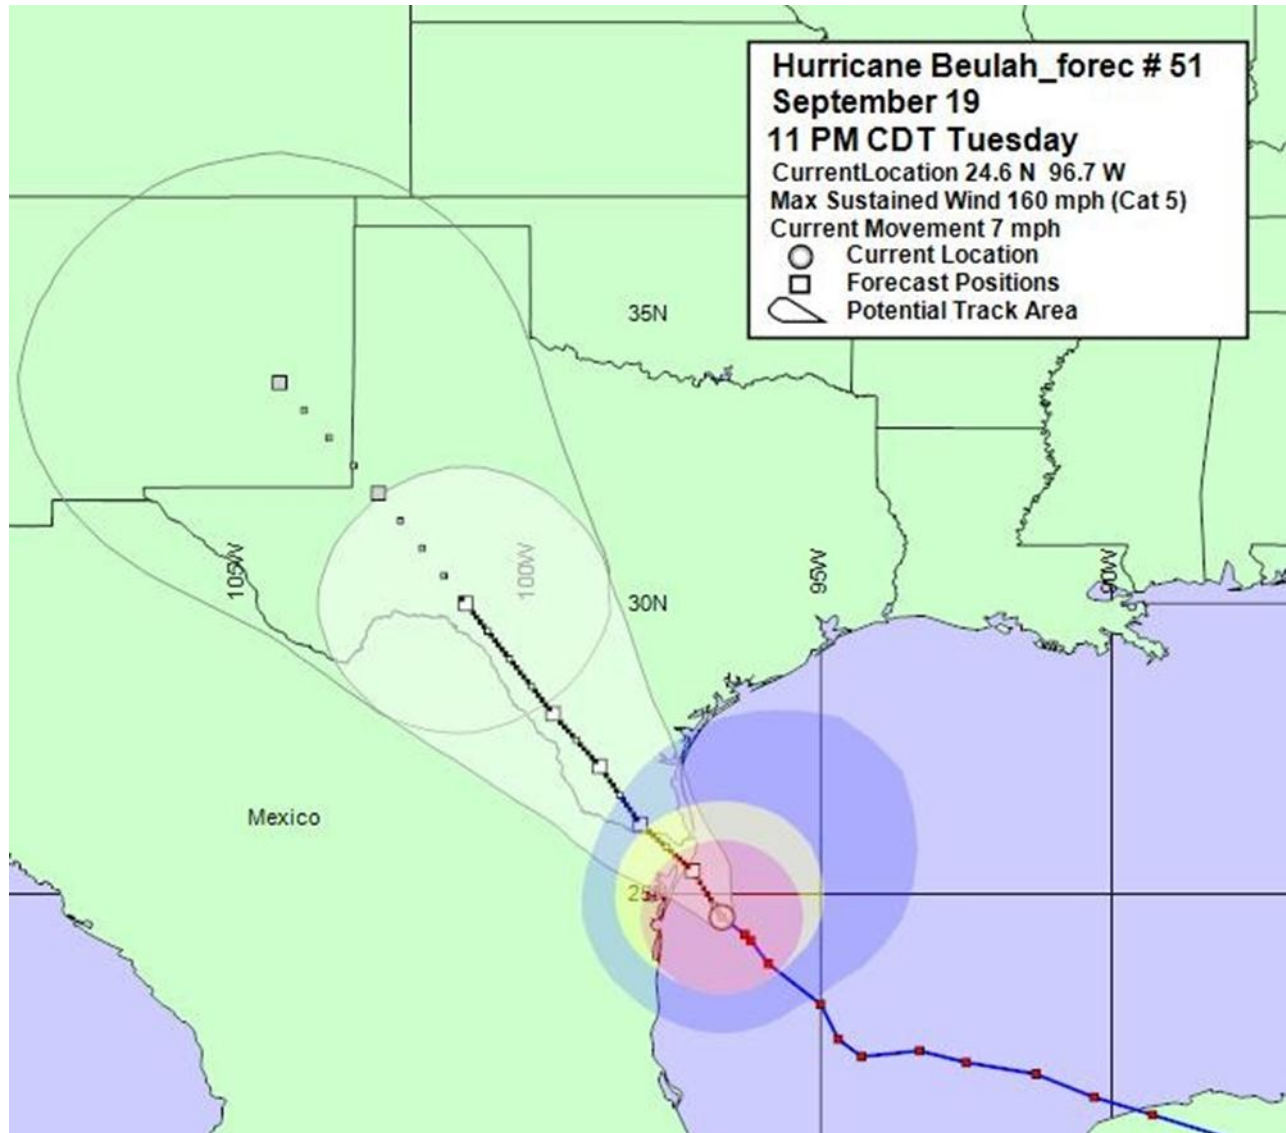 Hurricane Beulah_forec # 51
September 19
11 PM CDT Tuesday
CurrentLocation 24.6 N 96.7 W
Max Sustained Wind 160 mph (Cat 5)
Current Movement 7 mph
Current Location
Forecast Positions
Potential Track Area
35N
105W
100W
95W
90W
30N
Mexico
25N